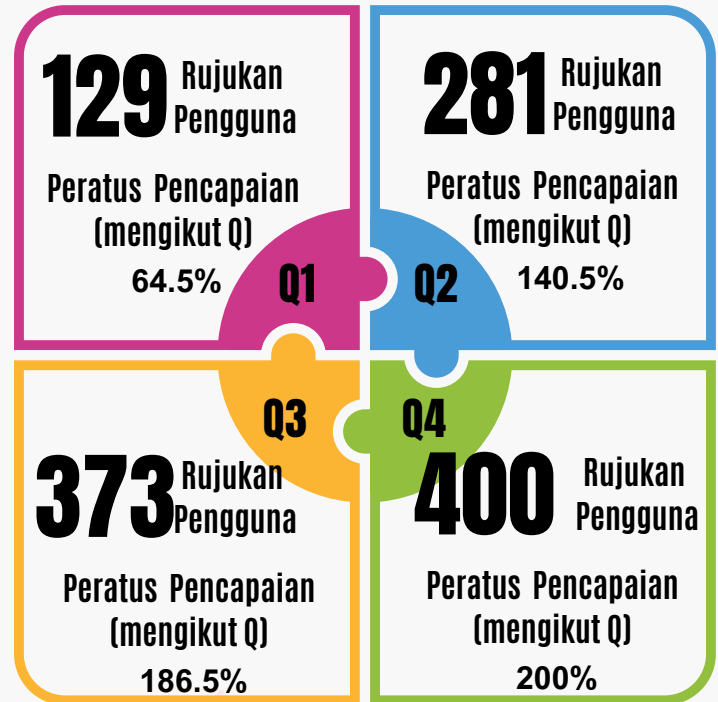 129 Rujukan
Pengguna
Peratus Pencapaian
(mengikut Q)
64.5%
Q1
281 Rujukan
Pengguna
Peratus Pencapaian
(mengikut Q)
140.5%
Q2
Q3
373 Rujukan
Pengguna
Peratus Pencapaian
(mengikut Q)
186.5%
Q4
400 Rujukan
Pengguna
Peratus Pencapaian
(mengikut Q)
200%